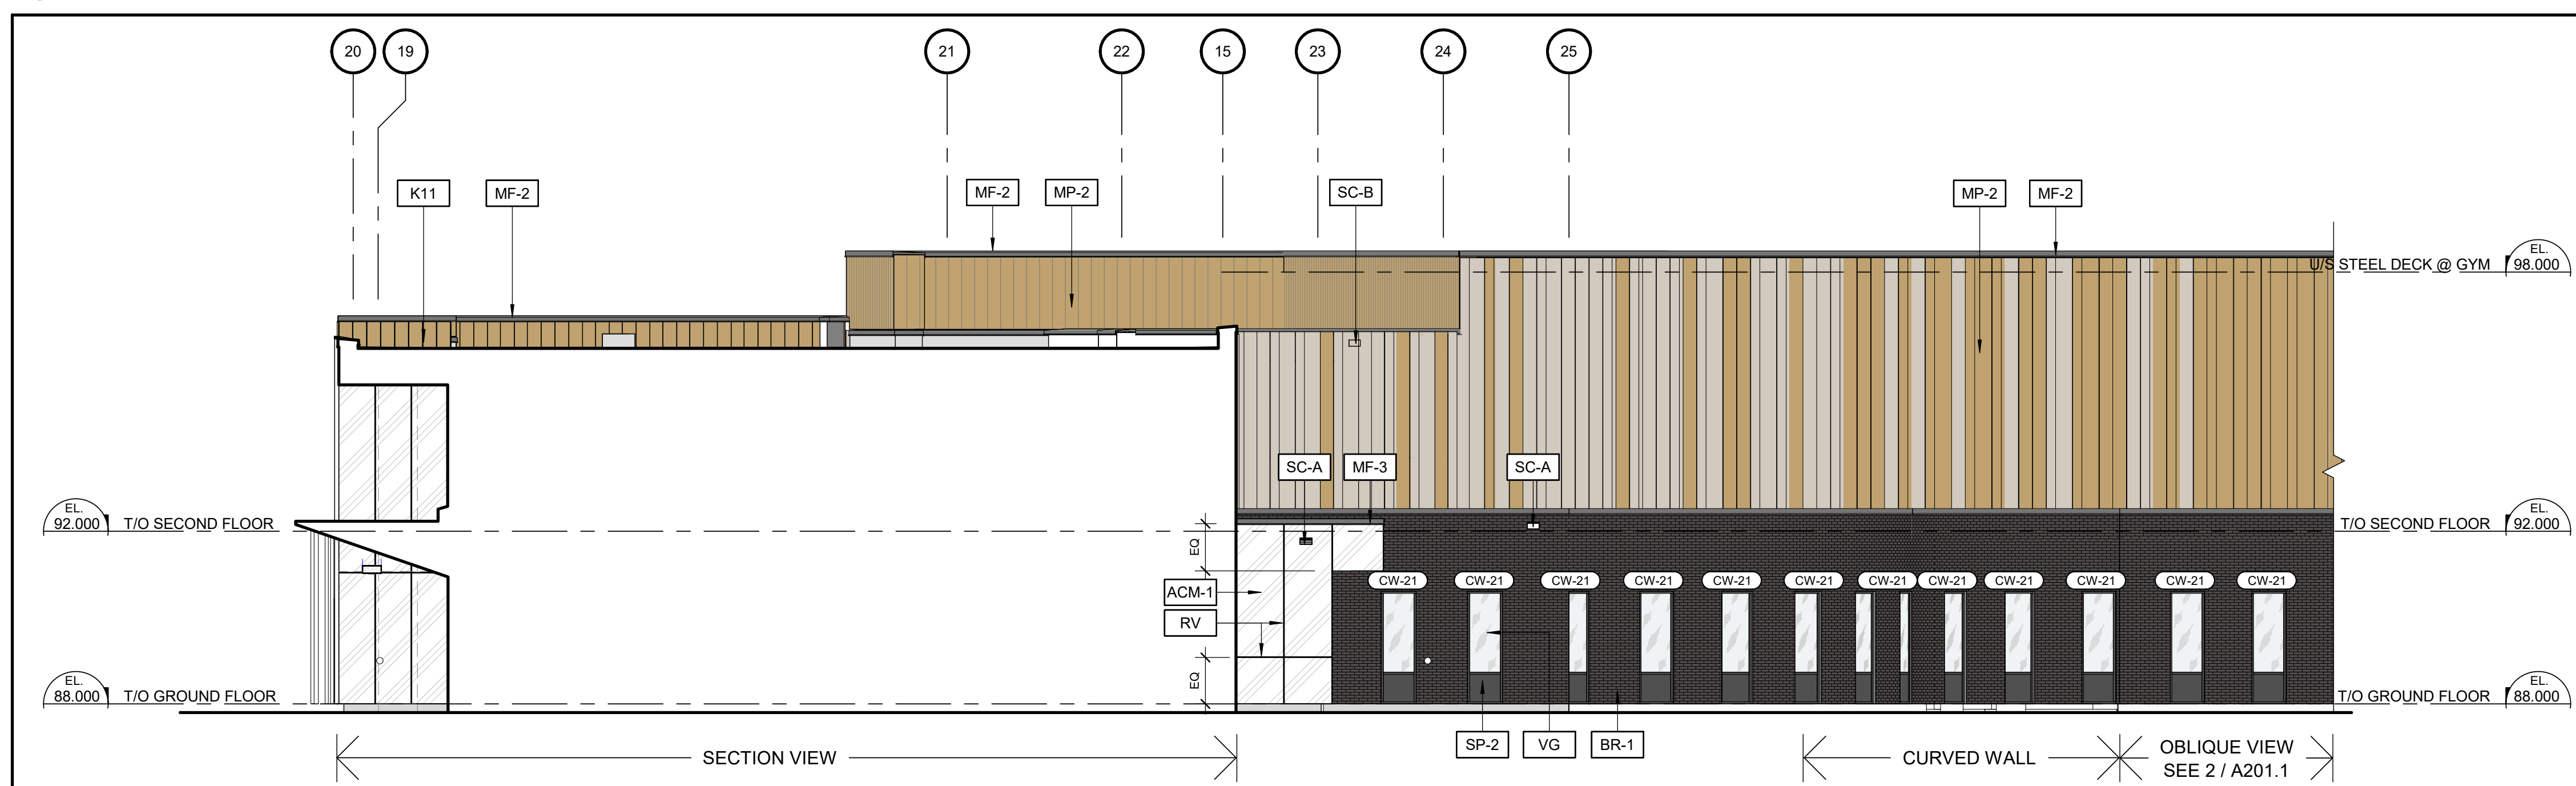 20 19 21 22 15 23 24 25
K11 MF-2 MF-2 MP-2 SC-B MP-2 MF-2
U/S STEEL DECK @ GYM EL. 98.000
SC-A MF-3 SC-A
EL. 92.000 T/O SECOND FLOOR
T/O SECOND FLOOR EL. 92.000
EQ
CW-21 CW-21 CW-21 CW-21 CW-21 CW-21 CW-21 CW-21 CW-21 CW-21 CW-21 CW-21
ACM-1
RV
EQ
EL. 88.000 T/O GROUND FLOOR
T/O GROUND FLOOR EL. 88.000
SP-2 VG BR-1
SECTION VIEW
CURVED WALL
OBLIQUE VIEW
SEE 2 / A201.1